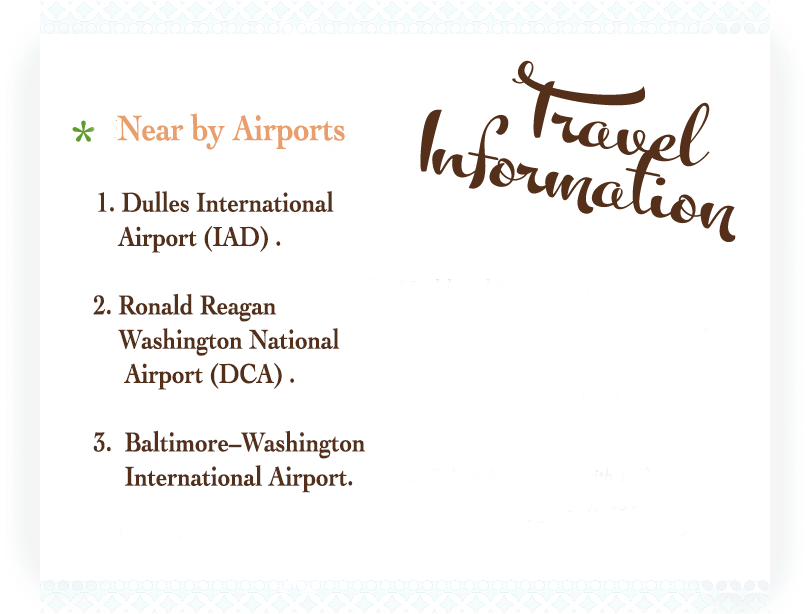 Travel
Information
* Near by Airports
1. Dulles International
Airport (IAD) .
2. Ronald Reagan
Washington National
Airport (DCA) .
3. Baltimore–Washington
International Airport.